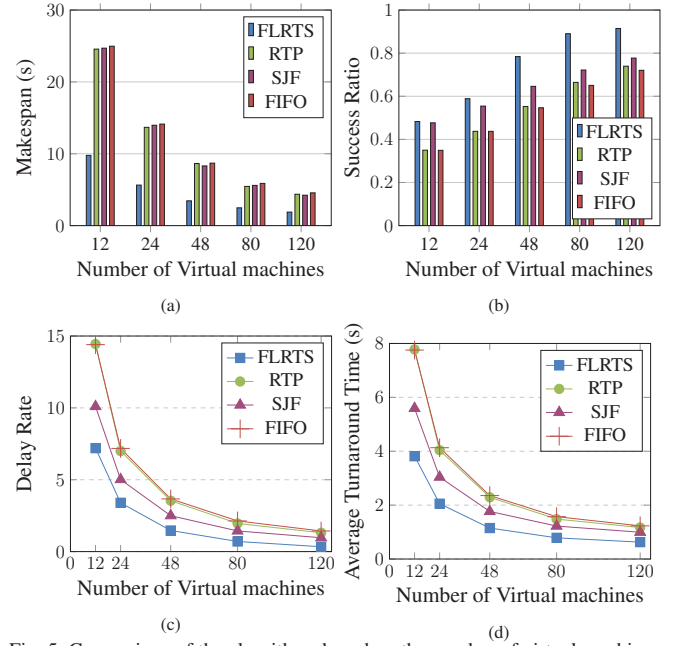 30
20
10
0
Makespan (s)
FLRTS
RTP
SJF
FIFO
12 24 48 80 120
Number of Virtual machines
(a)
1
0.8
0.6
0.4
0.2
0
Success Ratio
FLRTS
RTP
SJF
FIFO
12 24 48 80 120
Number of Virtual machines
(b)
15
10
5
0
Delay Rate
FLRTS
RTP
SJF
FIFO
0 12 24 48 80 120
Number of Virtual machines
(c)
8
6
4
2
0
Average Turnaround Time (s)
FLRTS
RTP
SJF
FIFO
0 12 24 48 80 120
Number of Virtual machines
(d)